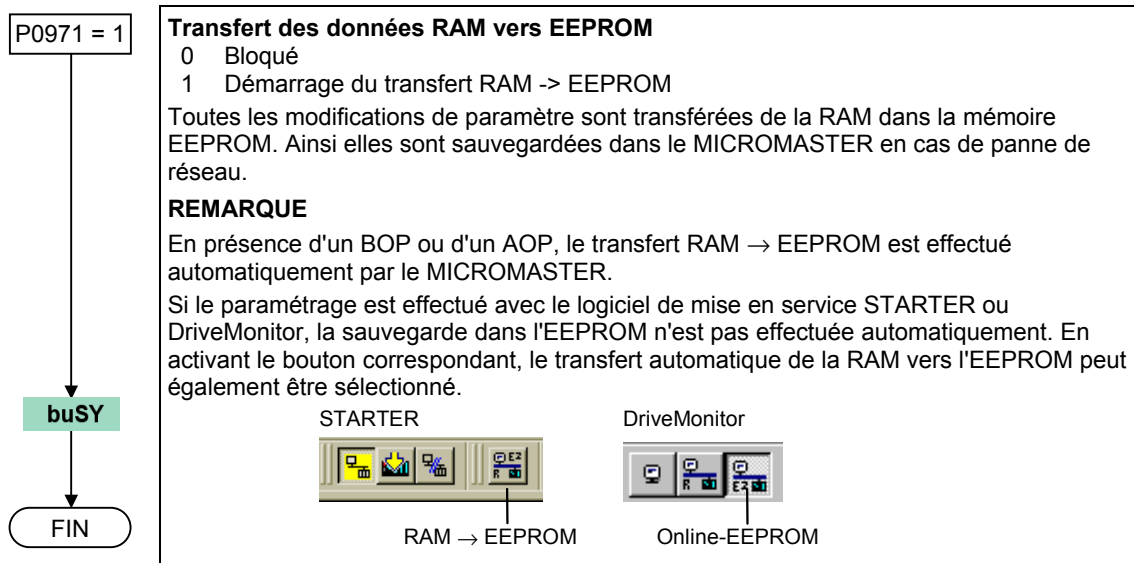 P0971 = 1
Transfert des données RAM vers EEPROM
0 Bloqué
1 Démarrage du transfert RAM -> EEPROM
Toutes les modifications de paramètre sont transférées de la RAM dans la mémoire
EEPROM. Ainsi elles sont sauvegardées dans le MICROMASTER en cas de panne de
réseau.
REMARQUE
En présence d'un BOP ou d'un AOP, le transfert RAM → EEPROM est effectué
automatiquement par le MICROMASTER.
Si le paramétrage est effectué avec le logiciel de mise en service STARTER ou
DriveMonitor, la sauvegarde dans l'EEPROM n'est pas effectuée automatiquement. En
activant le bouton correspondant, le transfert automatique de la RAM vers l'EEPROM peut
également être sélectionné.
buSY
STARTER
DriveMonitor
E2
R
R
E2
RAM → EEPROM
Online-EEPROM
FIN